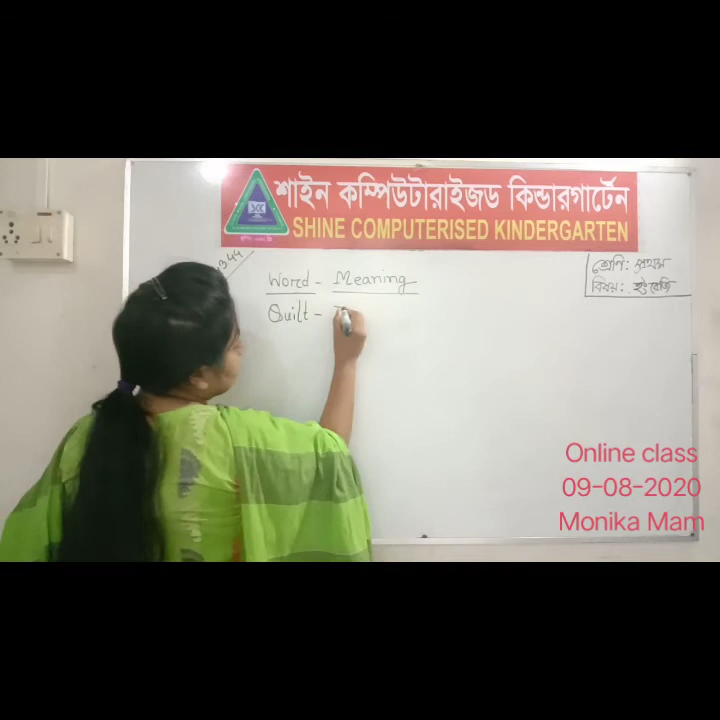 শাইন কম্পিউটারাইজড কিন্ডারগার্টেন
SHINE COMPUTERISED KINDERGARTEN
শ্রেণি: প্রথম
বিষয়: ইংরেজি
Word - Meaning
Quilt -
Online class
09-08-2020
Monika Mam